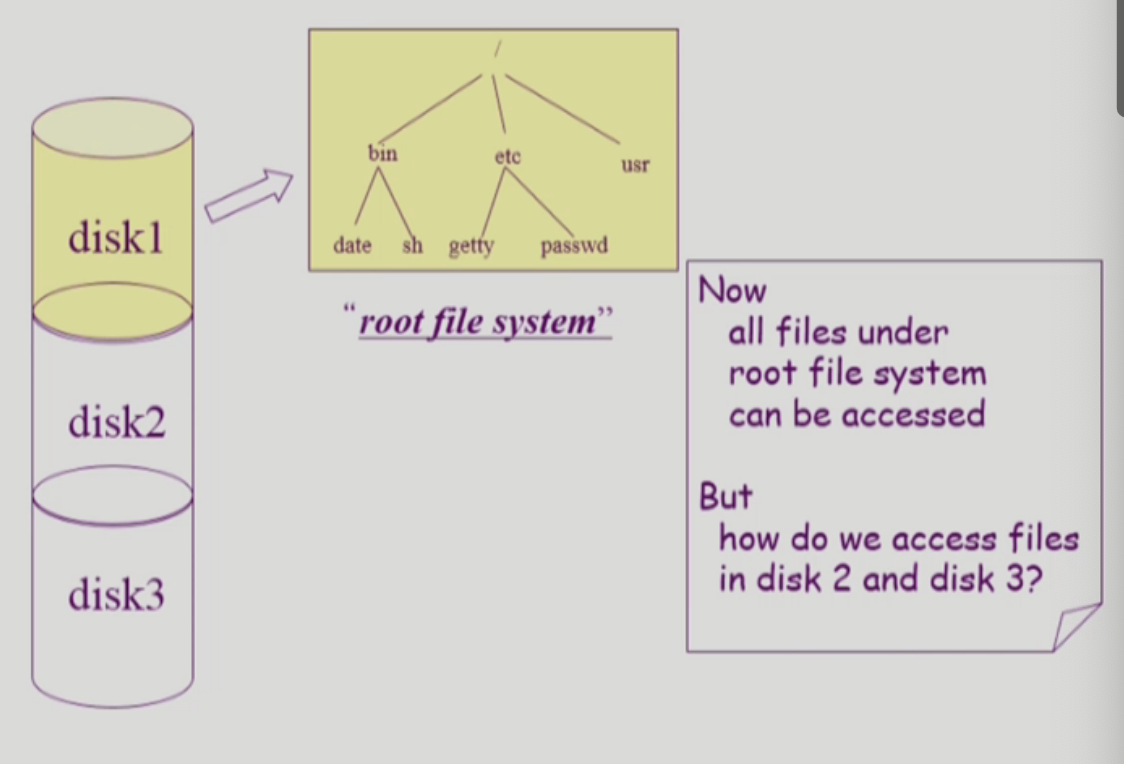 disk1
disk2
disk3
/
bin etc usr
date sh getty passwd
“root file system”
Now
all files under
root file system
can be accessed
But
how do we access files
in disk 2 and disk 3?